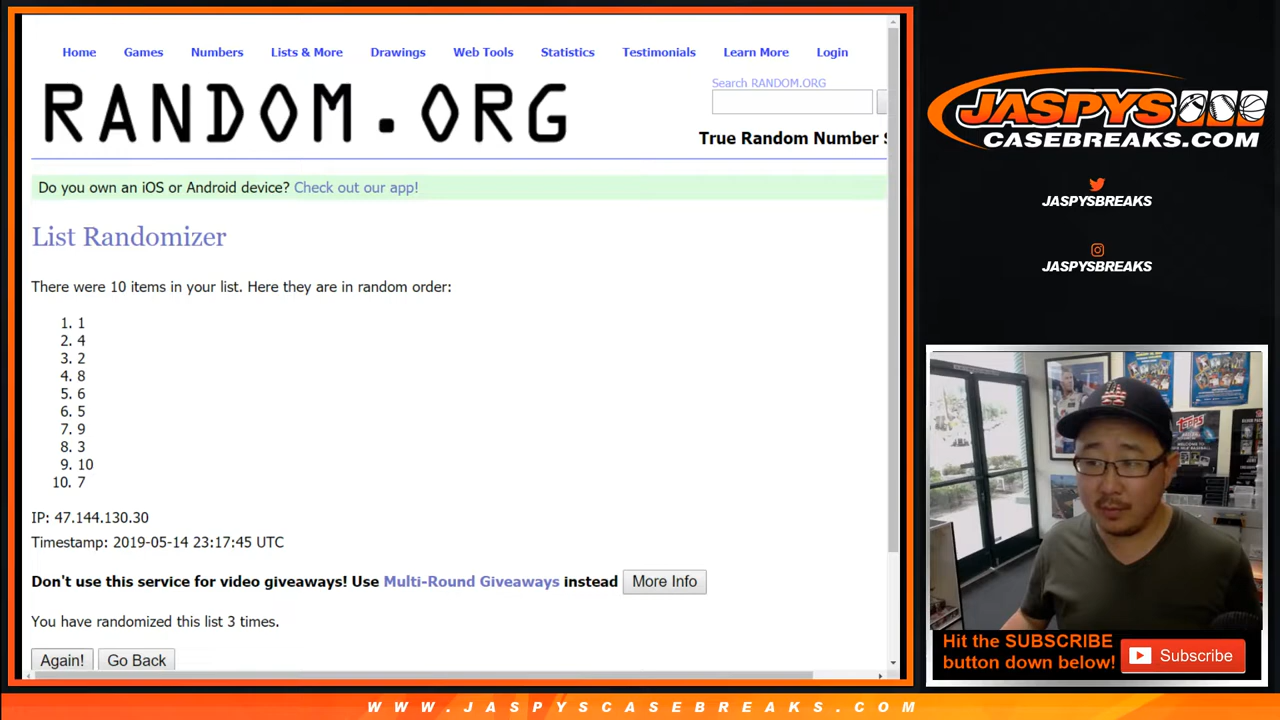 Home Games Numbers Lists & More Drawings Web Tools Statistics Testimonials Learn More Login
RANDOM.ORG
Search RANDOM.ORG
True Random Number S
Do you own an iOS or Android device? Check out our app!
List Randomizer
There were 10 items in your list. Here they are in random order:
1. 1
2. 4
3. 2
4. 8
5. 6
6. 5
7. 9
8. 3
9. 10
10. 7
IP: 47.144.130.30
Timestamp: 2019-05-14 23:17:45 UTC
Don't use this service for video giveaways! Use Multi-Round Giveaways instead More Info
You have randomized this list 3 times.
Again! Go Back
JASPYS
CASEBREAKS.COM
JASPYSBREAKS
JASPYSBREAKS
Topps
Hit the SUBSCRIBE
button down below!
Subscribe
WWW.JASPYSCASEBREAKS.COM